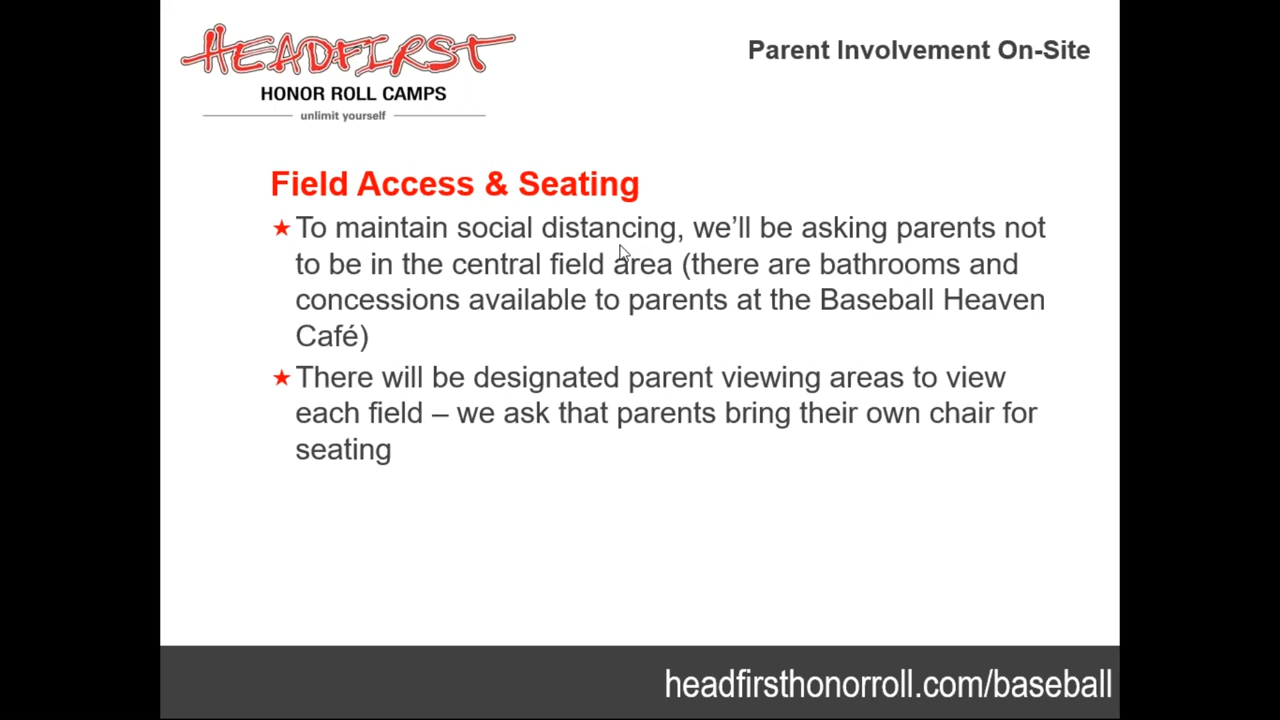 HEADFIRST
HONOR ROLL CAMPS
unlimit yourself
Parent Involvement On-Site
Field Access & Seating
To maintain social distancing, we’ll be asking parents not
to be in the central field area (there are bathrooms and
concessions available to parents at the Baseball Heaven
Café)
There will be designated parent viewing areas to view
each field – we ask that parents bring their own chair for
seating
headfirsthonorroll.com/baseball